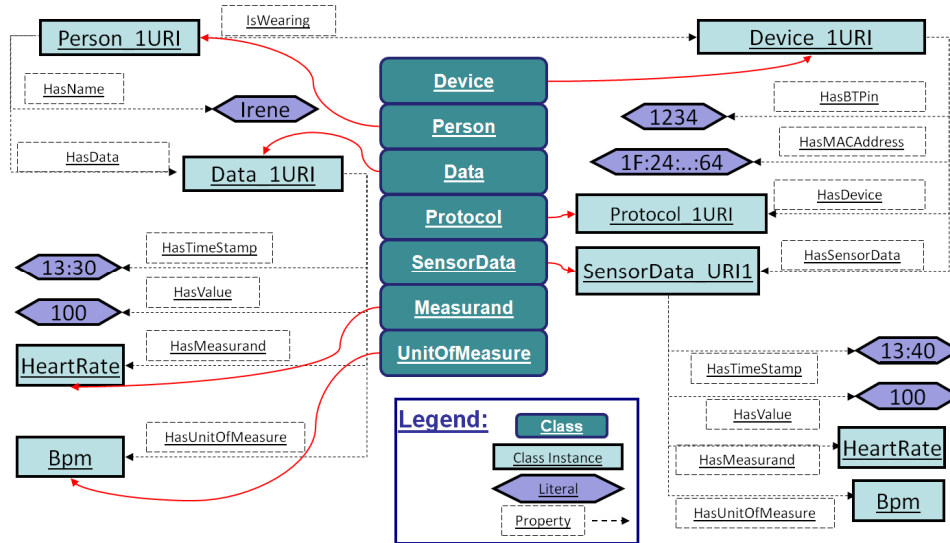 IsWearing
Person_1URI
Device_1URI
HasName
Irene
HasData
Data_1URI
Device
Person
Data
Protocol
SensorData
Measurand
UnitOfMeasure
HasBTPin
1234
HasMACAddress
1F:24:...:64
HasDevice
Protocol_1URI
HasSensorData
SensorData_URI1
HasTimeStamp
13:30
HasValue
100
HasMeasurand
HeartRate
HasUnitOfMeasure
Bpm
13:40
HasTimeStamp
100
HasValue
HeartRate
HasMeasurand
Bpm
HasUnitOfMeasure
Legend:
Class
Class Instance
Literal
Property